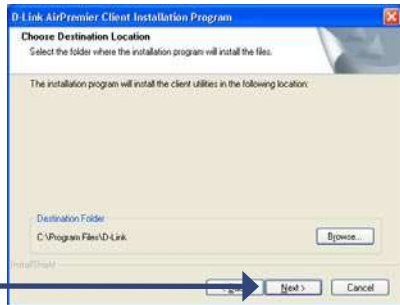 D-Link AirPremier Client Installation Program
Choose Destination Location
Select the folder where the installation program will install the files.
The installation program will install the client utilities in the following location:
Destination Folder
C:\Program Files\D-Link
Browse...
InstallShield
Next >
Cancel